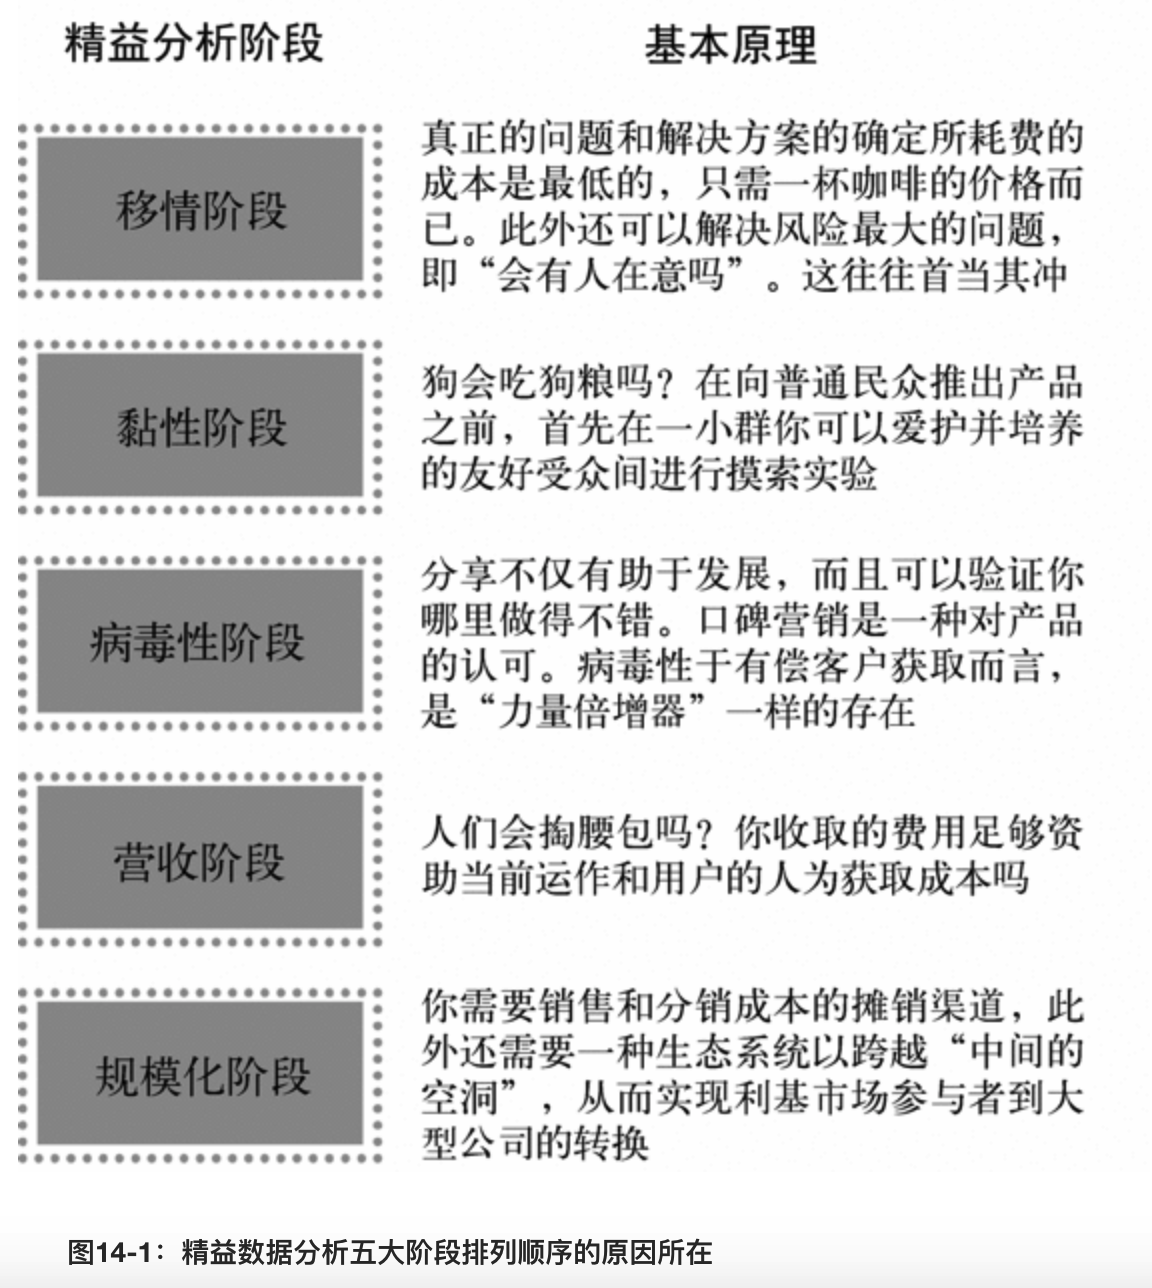 精益分析阶段
基本原理
移情阶段
真正的问题和解决方案的确定所耗费的
成本是最低的，只需一杯咖啡的价格而
已。此外还可以解决风险最大的问题，
即“会有人在意吗”。这往往首当其冲
黏性阶段
狗会吃狗粮吗？在向普通民众推出产品
之前，首先在一小群你可以爱护并培养
的友好受众间进行摸索实验
病毒性阶段
分享不仅有助于发展，而且可以验证你
哪里做得不错。口碑营销是一种对产品
的认可。病毒性于有偿客户获取而言，
是“力量倍增器”一样的存在
营收阶段
人们会掏腰包吗？你收取的费用足够资
助当前运作和用户的人为获取成本吗
规模化阶段
你需要销售和分销成本的摊销渠道，此
外还需要一种生态系统以跨越“中间的
空洞”，从而实现利基市场参与者到大
型公司的转换
图14-1：精益数据分析五大阶段排列顺序的原因所在